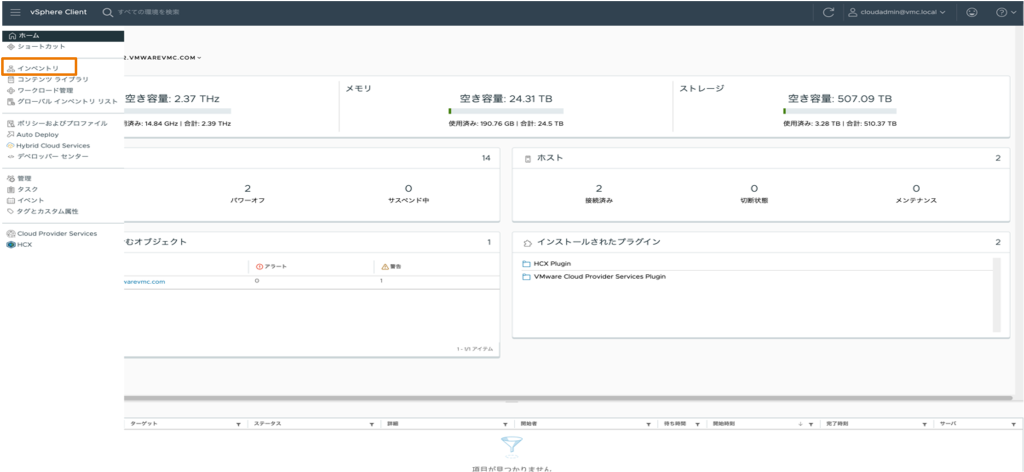 vSphere Client
すべての環境を検索
cloudadmin@vmc.local
ホーム
ショートカット
インベントリ
コンテンツ ライブラリ
ワークロード管理
グローバル インベントリ リスト
ポリシーおよびプロファイル
Auto Deploy
Hybrid Cloud Services
デベロッパー センター
管理
タスク
イベント
タグとカスタム属性
Cloud Provider Services
HCX
2.VMWAREVMC.COM
空き容量: 2.37 THz
使用済み: 14.84 GHz | 合計: 2.39 THz
メモリ
空き容量: 24.31 TB
使用済み: 190.76 GB | 合計: 24.5 TB
ストレージ
空き容量: 507.09 TB
使用済み: 3.28 TB | 合計: 510.37 TB
14
2
0
パワーオフ
サスペンド中
ホスト
2
2
0
0
接続済み
切断状態
メンテナンス
むオブジェクト
1
アラート
警告
warevmc.com
0
1
1 - 1/1 アイテム
インストールされたプラグイン
2
HCX Plugin
VMware Cloud Provider Services Plugin
ターゲット
ステータス
詳細
開始者
待ち時間
開始時刻
完了時刻
サーバ
項目が見つかりません